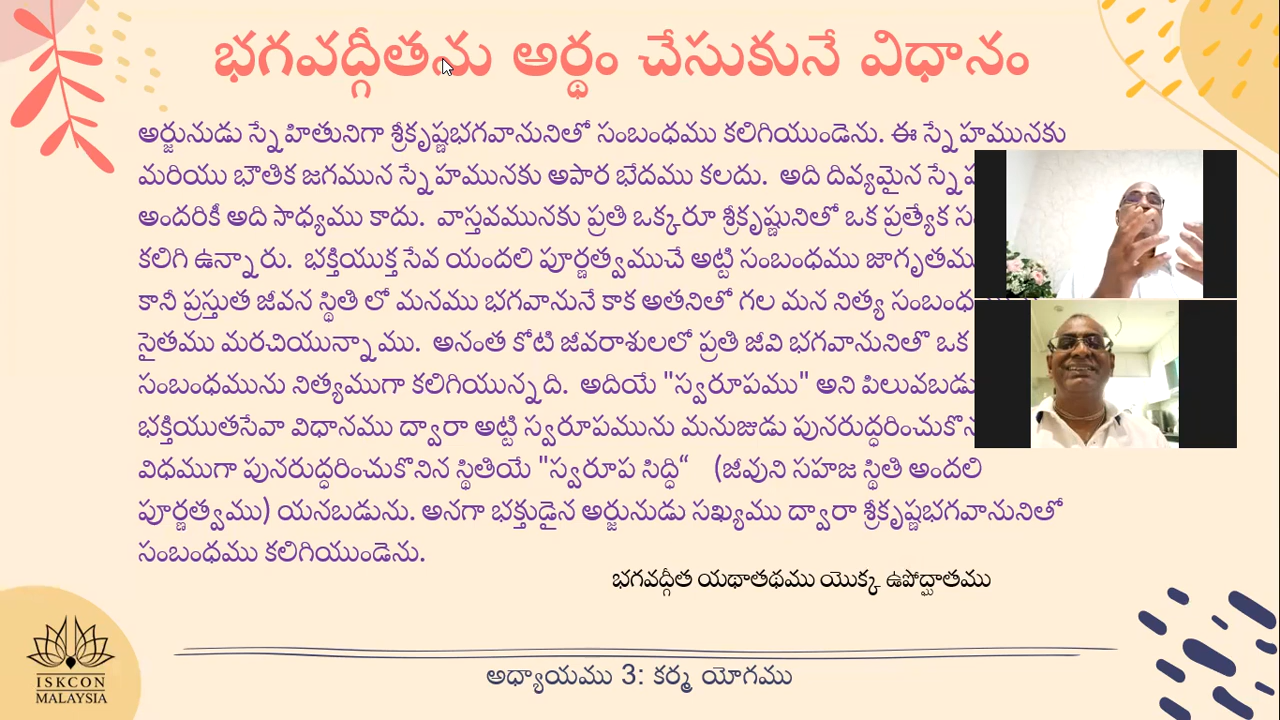 భగవద్గీతను అర్థం చేసుకునే విధానం
అర్జునుడు స్నేహితునిగా శ్రీకృష్ణభగవానునితో సంబంధము కలిగియుండెను. ఈ స్నేహమునకు
మరియు భౌతిక జగమున స్నేహమునకు అపార భేదము కలదు. అది దివ్యమైన
అందరికీ అది సాధ్యము కాదు. వాస్తవమునకు ప్రతి ఒక్కరూ శ్రీకృష్ణునితో ఒక ప్రత్యేక
కలిగి ఉన్నారు. భక్తియుక్త సేవ యందలి పూర్ణత్వముచే అట్టి సంబంధము
కానీ ప్రస్తుత జీవన స్థితి లో మనము భగవానునే కాక అతనితో గల మన నిత్య
సైతము మరచియున్నాము. అనంత కోటి జీవరాశులలో ప్రతి జీవి భగవానునితొ ఒక
సంబంధమును నిత్యముగా కలిగియున్నది. అదియే "స్వరూపము" అని
భక్తియుతసేవా విధానము ద్వారా అట్టి స్వరూపమును మనుజుడు
విధముగా పునరుద్ధరించుకొనిన స్థితియే "స్వరూప సిద్ధి“ (జీవుని సహజ స్థితి అందలి
పూర్ణత్వము) యనబడును. అనగా భక్తుడైన అర్జునుడు సఖ్యము ద్వారా శ్రీకృష్ణభగవానునితో
సంబంధము కలిగియుండెను.
భగవద్గీత యథాతథము యొక్క ఉపోద్ఘాతము
అధ్యాయము 3: కర్మ యోగము
ISKCON
MALAYSIA